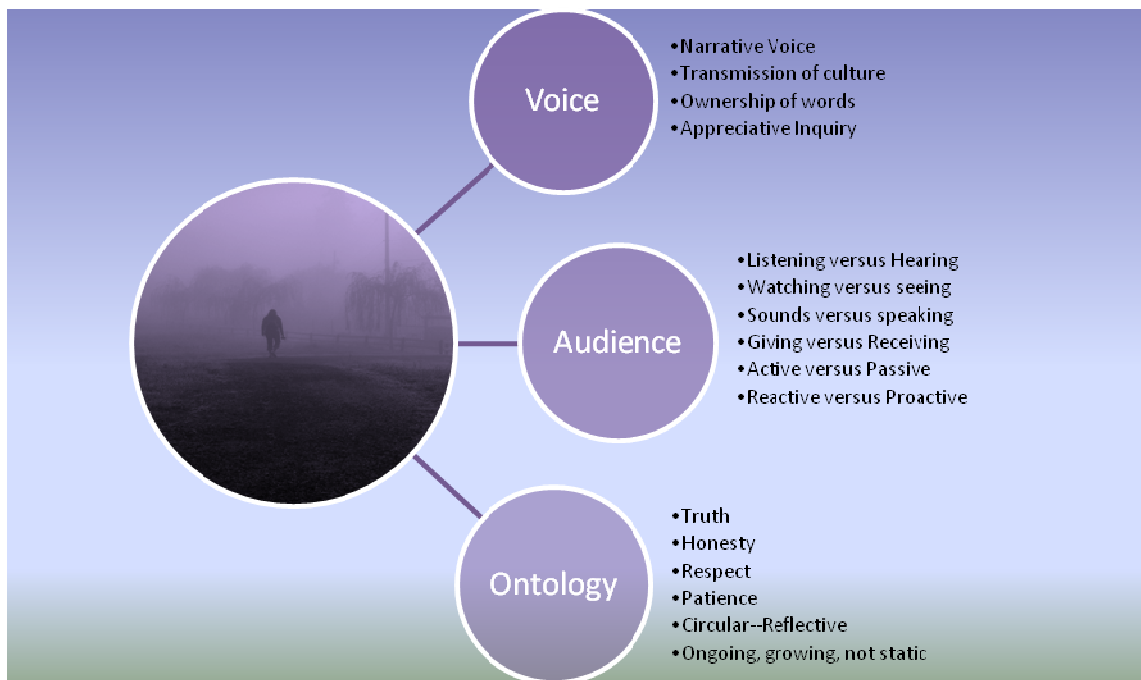 Voice
•Narrative Voice
•Transmission of culture
•Ownership of words
•Appreciative Inquiry
Audience
•Listening versus Hearing
•Watching versus seeing
•Sounds versus speaking
•Giving versus Receiving
•Active versus Passive
•Reactive versus Proactive
Ontology
•Truth
•Honesty
•Respect
•Patience
•Circular--Reflective
•Ongoing, growing, not static